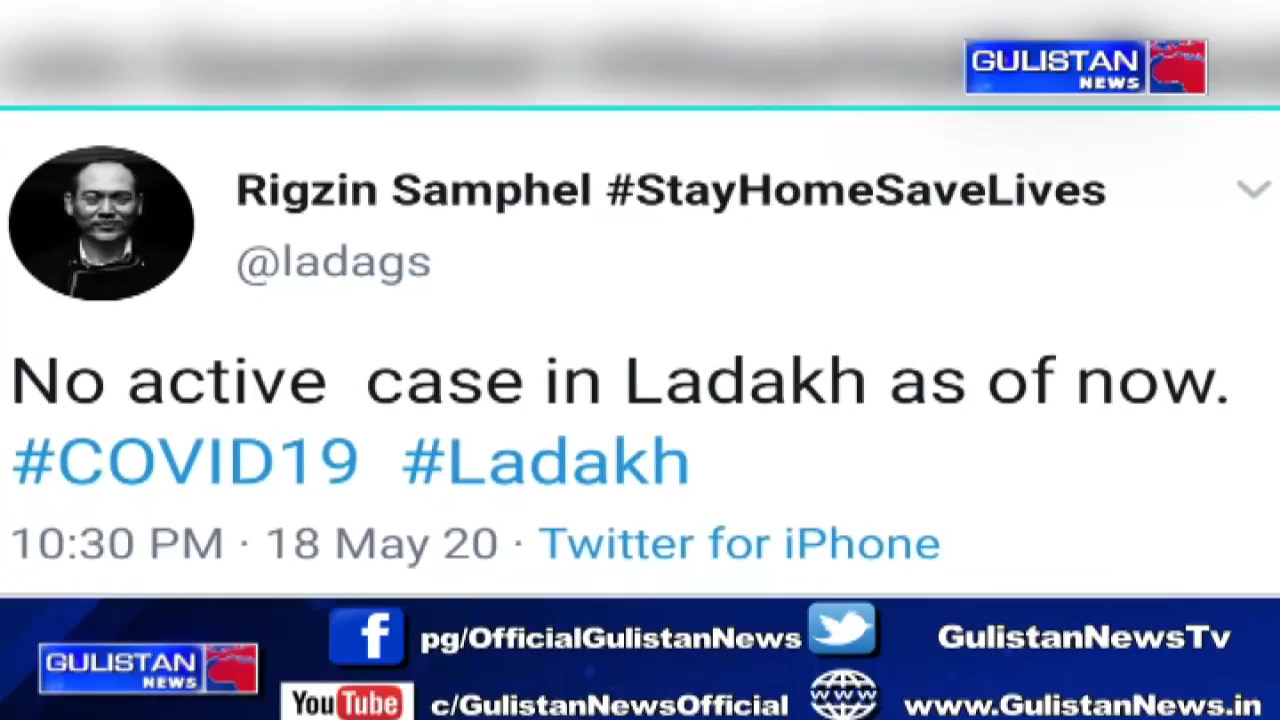 GULISTAN
NEWS
Rigzin Samphel #StayHomeSaveLives
@ladags
No active case in Ladakh as of now.
#COVID19 #Ladakh
10:30 PM · 18 May 20 · Twitter for iPhone
GULISTAN
NEWS
f pg/OfficialGulistanNews
GulistanNewsTv
YouTube c/GulistanNewsOfficial
www www.GulistanNews.in